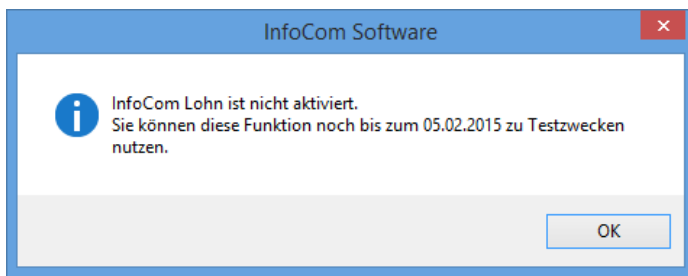 InfoCom Software
InfoCom Lohn ist nicht aktiviert.
Sie können diese Funktion noch bis zum 05.02.2015 zu Testzwecken
nutzen.
OK